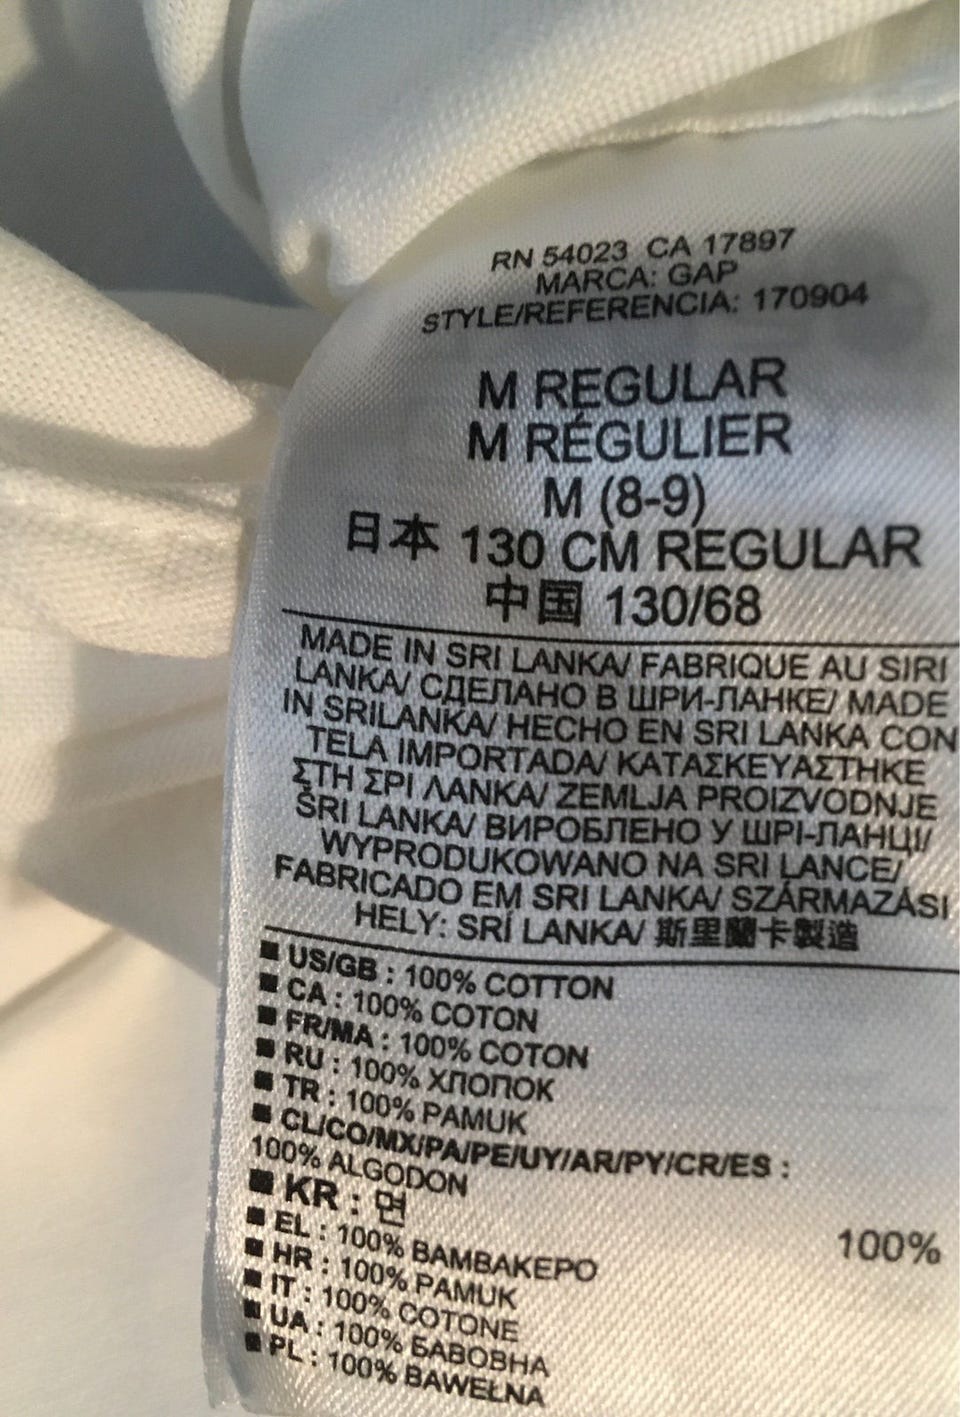 RN 54023 CA 17897
MARCA: GAP
STYLE/REFERENCIA: 170904
M REGULAR
M RÉGULIER
M (8-9)
日本 130 CM REGULAR
中国 130/68
MADE IN SRI LANKA/ FABRIQUE AU SIRI
LANKA/ СДЕЛАНО В ШРИ-ЛАНКЕ/ MADE
IN SRILANKA/ HECHO EN SRI LANKA CON
TELA IMPORTADA/ ΚΑΤΑΣΚΕΥΑΣΤΗΚΕ
ΣΤΗ ΣΡΙ ΛΑΝΚΑ/ ZEMLJA PROIZVODNJE
ŠRI LANKA/ ВИРОБЛЕНО У ШРІ-ЛАНЦІ/
WYPRODUKOWANO NA SRI LANCE/
FABRICADO EM SRI LANKA/ SZÁRMAZÁSI
HELY: SRÍ LANKA/ 斯里蘭卡製造
■ US/GB : 100% COTTON
■ CA : 100% COTON
■ FR/MA : 100% COTON
■ RU : 100% ХЛОПОК
■ TR : 100% PAMUK
■ CL/CO/MX/PA/PE/UY/AR/PY/CR/ES :
100% ALGODON
■ KR : 면 100%
■ EL : 100% ΒΑΜΒΑΚΕΡΟ
■ HR : 100% PAMUK
■ IT : 100% COTONE
■ UA : 100% БАВОВНА
■ PL : 100% BAWEŁNA